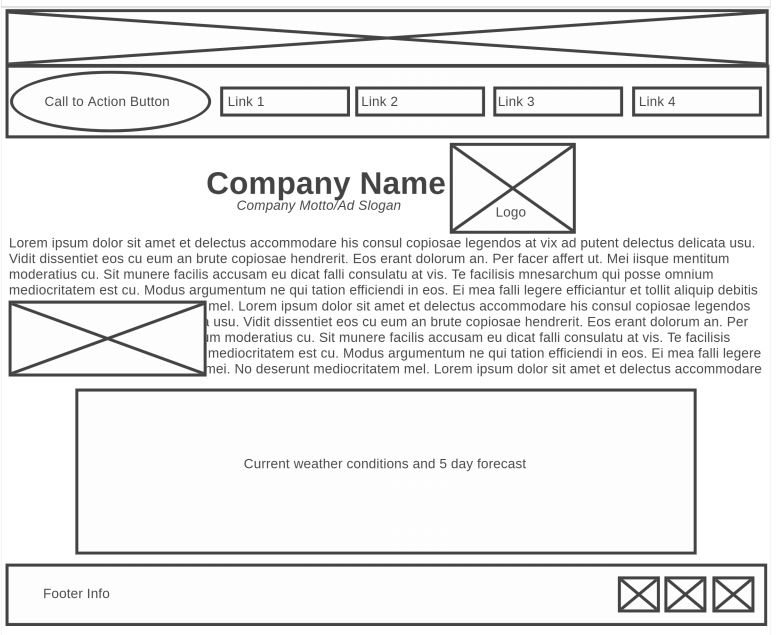 Call to Action Button
Link 1
Link 2
Link 3
Link 4
Company Name
Company Motto/Ad Slogan
Logo
Lorem ipsum dolor sit amet et delectus accommodare his consul copiosae legendos at vix ad putent delectus delicata usu.
Vidit dissentiet eos cu eum an brute copiosae hendrerit. Eos erant dolorum an. Per facer affert ut. Mei iisque mentitum
moderatius cu. Sit munere facilis accusam eu dicat falli consulatu at vis. Te facilisis mnesarchum qui posse omnium
mediocritatem est cu. Modus argumentum ne qui tation efficiendi in eos. Ei mea falli legere efficiantur et tollit aliquip debitis
mel. Lorem ipsum dolor sit amet et delectus accommodare his consul copiosae legendos
usu. Vidit dissentiet eos cu eum an brute copiosae hendrerit. Eos erant dolorum an. Per
moderatius cu. Sit munere facilis accusam eu dicat falli consulatu at vis. Te facilisis
mediocritatem est cu. Modus argumentum ne qui tation efficiendi in eos. Ei mea falli legere
mei. No deserunt mediocritatem mel. Lorem ipsum dolor sit amet et delectus accommodare
Current weather conditions and 5 day forecast
Footer Info